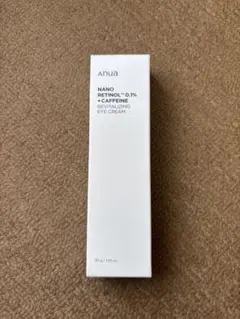 Anua
NANO
RETINOL™ 0.1%
+ CAFFEINE
REVITALIZING
EYE CREAM